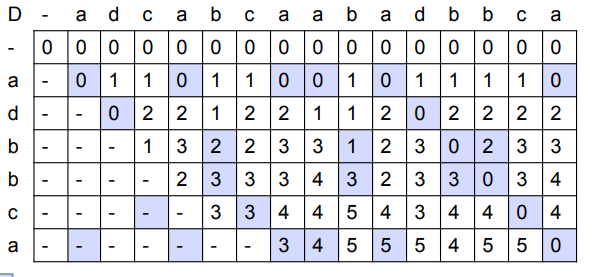 D - a d c a b c a a b a d b b c a
- 0 0 0 0 0 0 0 0 0 0 0 0 0 0 0 0
a - 0 1 1 0 1 1 0 0 1 0 1 1 1 1 0
d - - 0 2 2 1 2 2 1 1 2 0 2 2 2 2
b - - - 1 3 2 2 3 3 1 2 3 0 2 3 3
b - - - - 2 3 3 3 4 3 2 3 3 0 3 4
c - - - - - 3 3 4 4 5 4 3 4 4 0 4
a - - - - - - - 3 4 5 5 5 4 5 5 0